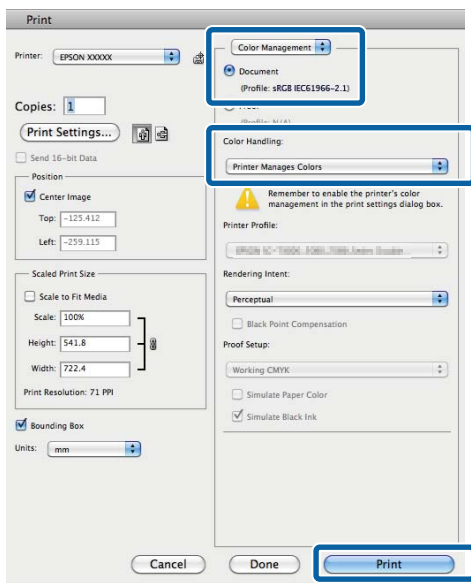 Print
Printer: EPSON XXXXX
Copies: 1
Print Settings...
Send 16-bit Data
Position
Center Image
Top: -125.412
Left: -259.115
Scaled Print Size
Scale to Fit Media
Scale: 100%
Height: 541.8
Width: 722.4
Print Resolution: 71 PPI
Bounding Box
Units: mm
Color Management
Document
(Profile: sRGB IEC61966-2.1)
(Profile: N/A)
Color Handling:
Printer Manages Colors
Remember to enable the printer's color
management in the print settings dialog box.
Printer Profile:
Rendering Intent:
Perceptual
Black Point Compensation
Proof Setup:
Working CMYK
Simulate Paper Color
Simulate Black Ink
Cancel
Done
Print